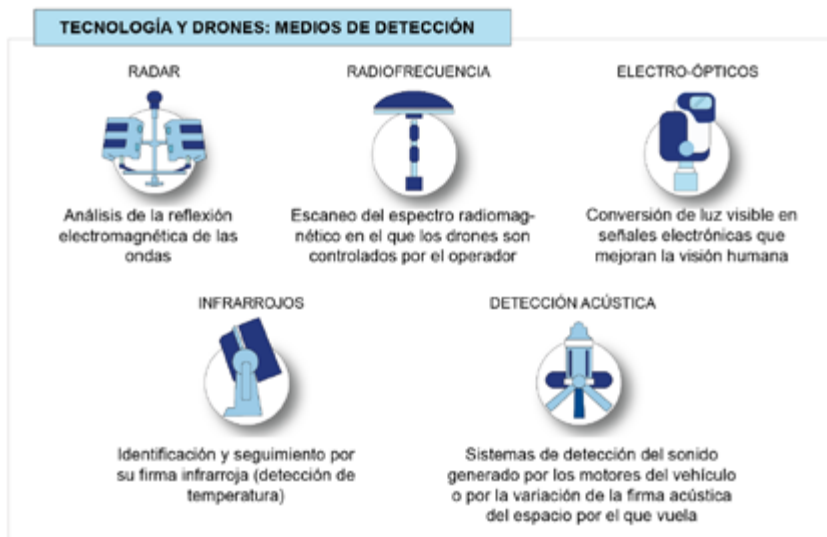 TECNOLOGÍA Y DRONES: MEDIOS DE DETECCIÓN
RADAR
Análisis de la reflexión
electromagnética de las
ondas
RADIOFRECUENCIA
Escaneo del espectro radiomag-
nético en el que los drones son
controlados por el operador
ELECTRO-ÓPTICOS
Conversión de luz visible en
señales electrónicas que
mejoran la visión humana
INFRARROJOS
Identificación y seguimiento por
su firma infrarroja (detección de
temperatura)
DETECCIÓN ACÚSTICA
Sistemas de detección del sonido
generado por los motores del vehículo
o por la variación de la firma acústica
del espacio por el que vuela